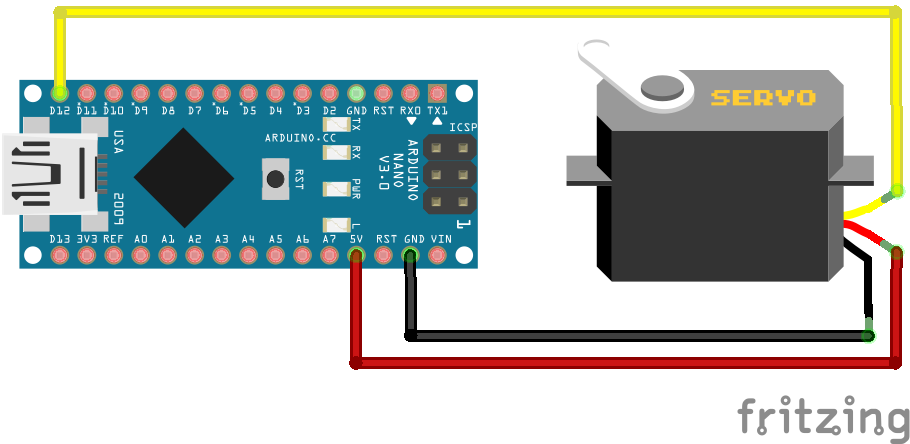 D12 D11 D10 D9 D8 D7 D6 D5 D4 D3 D2 GND RST RX0 TX1
SERVO
USA
2009
ARDUINO.CC
RST
TX
RX
PWR
L
ARDUINO
NANO
V3.0
ICSP
1
D13 3V3 REF A0 A1 A2 A3 A4 A5 A6 A7 5V RST GND VIN
fritzing